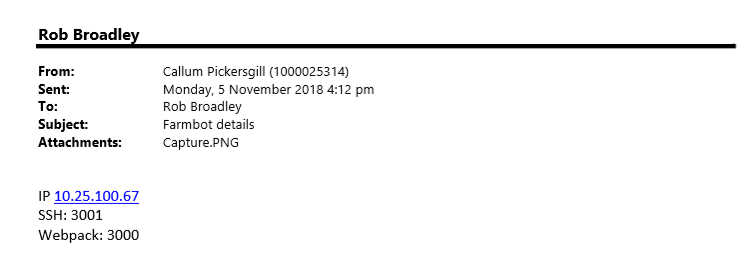 Rob Broadley
From: Callum Pickersgill (1000025314)
Sent: Monday, 5 November 2018 4:12 pm
To: Rob Broadley
Subject: Farmbot details
Attachments: Capture.PNG
IP 10.25.100.67
SSH: 3001
Webpack: 3000